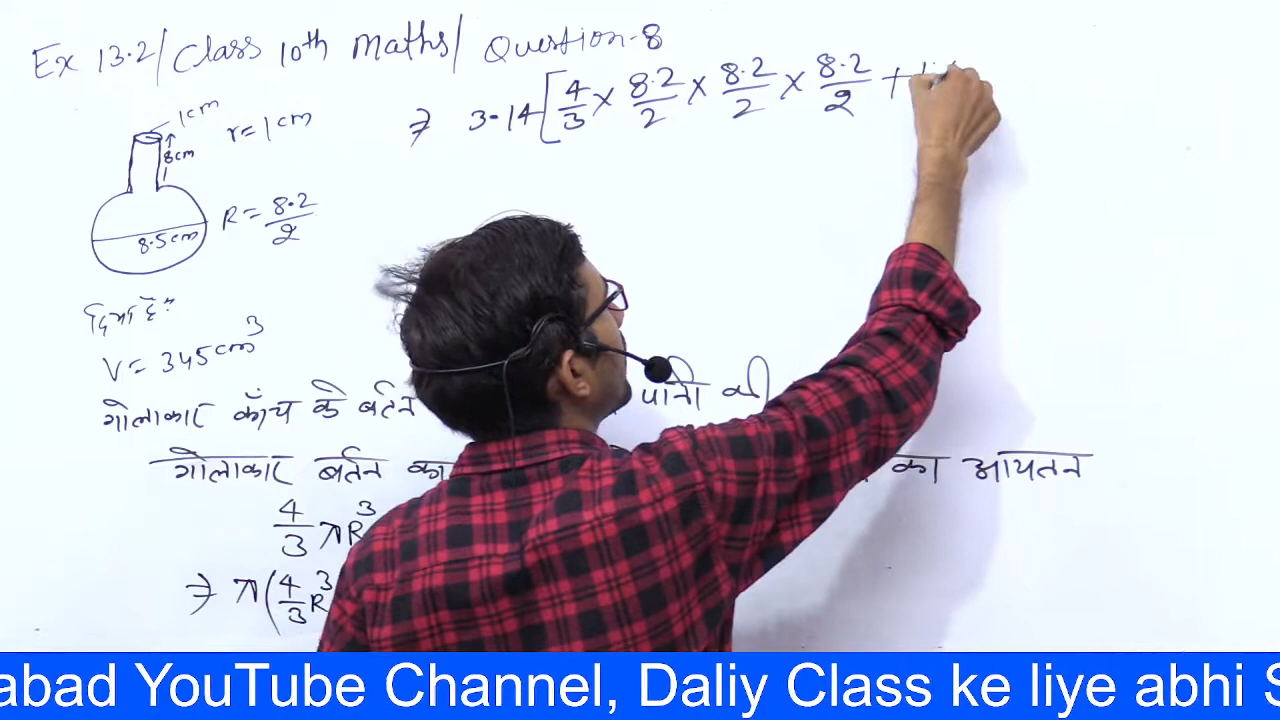 Ex 13.2/ Class 10th Maths/ Question-8
1cm
r = 1 cm
8cm
8.5cm
R = 8.2/2
⇒ 3.14[4/3 × 8.2/2 × 8.2/2 × 8.2/2 +
दिया है:-
V = 345cm³
गोलाकार काँच के बर्तन पानी की
गोलाकार बर्तन का का आयतन
4/3 πR³
⇒ π(4/3 R³
abad YouTube Channel, Daliy Class ke liye abhi S